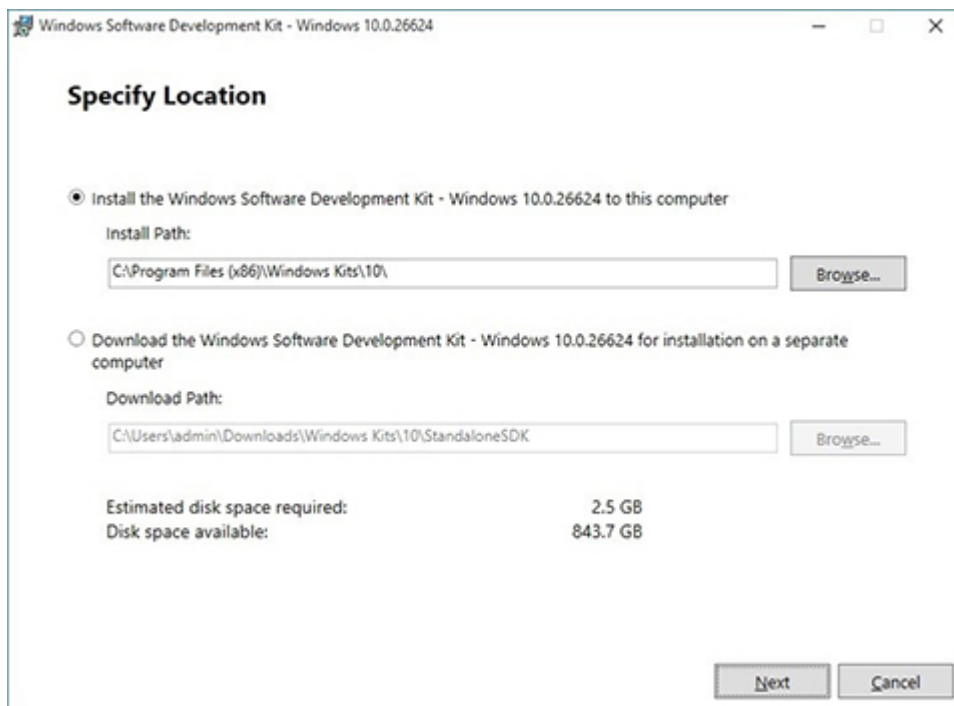 Windows Software Development Kit - Windows 10.0.26624
Specify Location
Install the Windows Software Development Kit - Windows 10.0.26624 to this computer
Install Path:
C:\Program Files (x86)\Windows Kits\10\
Browse...
Download the Windows Software Development Kit - Windows 10.0.26624 for installation on a separate
computer
Download Path:
C:\Users\admin\Downloads\Windows Kits\10\StandaloneSDK
Browse...
Estimated disk space required: 2.5 GB
Disk space available: 843.7 GB
Next Cancel